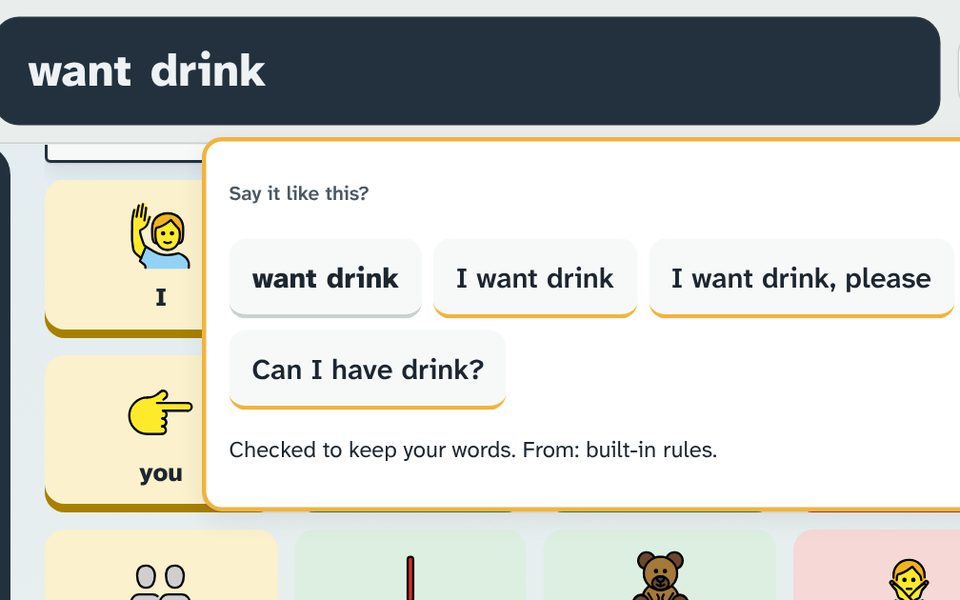 want drink
Say it like this?
want drink
I want drink
I want drink, please
Can I have drink?
Checked to keep your words. From: built-in rules.
I
you